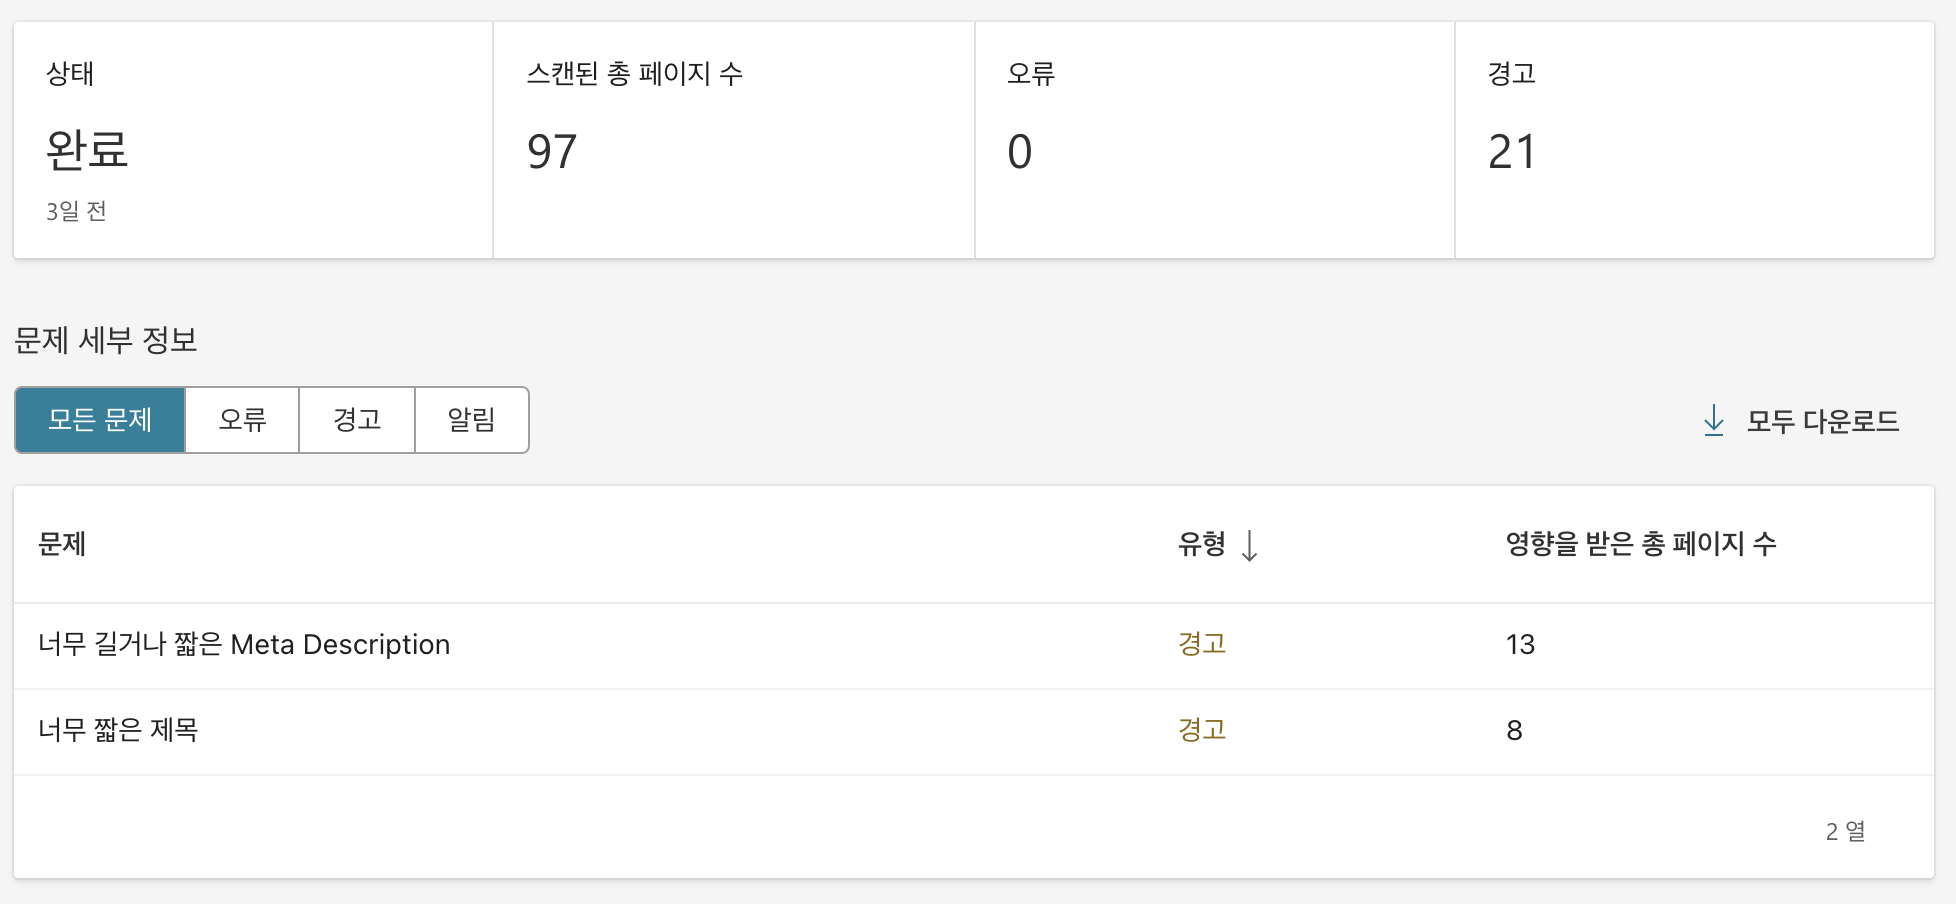 상태
완료
3일 전
스캔된 총 페이지 수
97
오류
0
경고
21
문제 세부 정보
모든 문제 오류 경고 알림
모두 다운로드
문제 유형 영향을 받은 총 페이지 수
너무 길거나 짧은 Meta Description 경고 13
너무 짧은 제목 경고 8
2 열